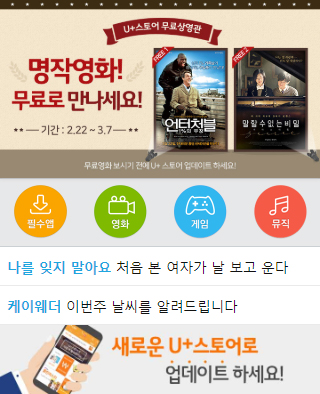 U+스토어 무료상영관
명작영화!
무료로 만나세요!
기간 : 2.22 ~ 3.7
FREE 1
언터처블
1%의 우정
FREE 2
말할 수 없는 비밀
무료영화 보시기 전에 U+ 스토어 업데이트 하세요!
필수앱
영화
게임
뮤직
나를 잊지 말아요 처음 본 여자가 날 보고 운다
케이웨더 이번주 날씨를 알려드립니다
새로운 U+스토어로
업데이트 하세요!